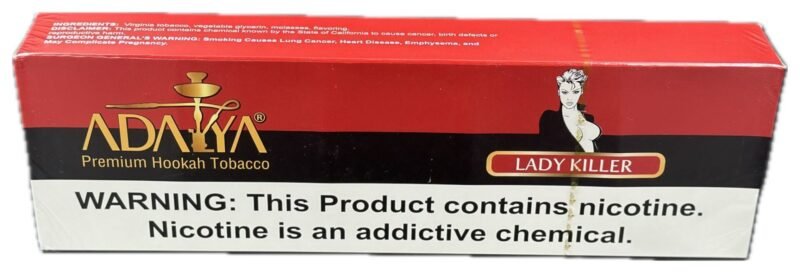 INGREDIENTS: Virginia tobacco, vegetable glycerin, molasses, flavoring.
DISCLAIMER: This product contains chemical known by the State of California to cause cancer, birth defects or
reproductive harm.
SURGEON GENERAL'S WARNING: Smoking Causes Lung Cancer, Heart Disease, Emphysema, and
May Complicate Pregnancy.
ADALYA®
Premium Hookah Tobacco
LADY KILLER
WARNING: This Product contains nicotine.
Nicotine is an addictive chemical.